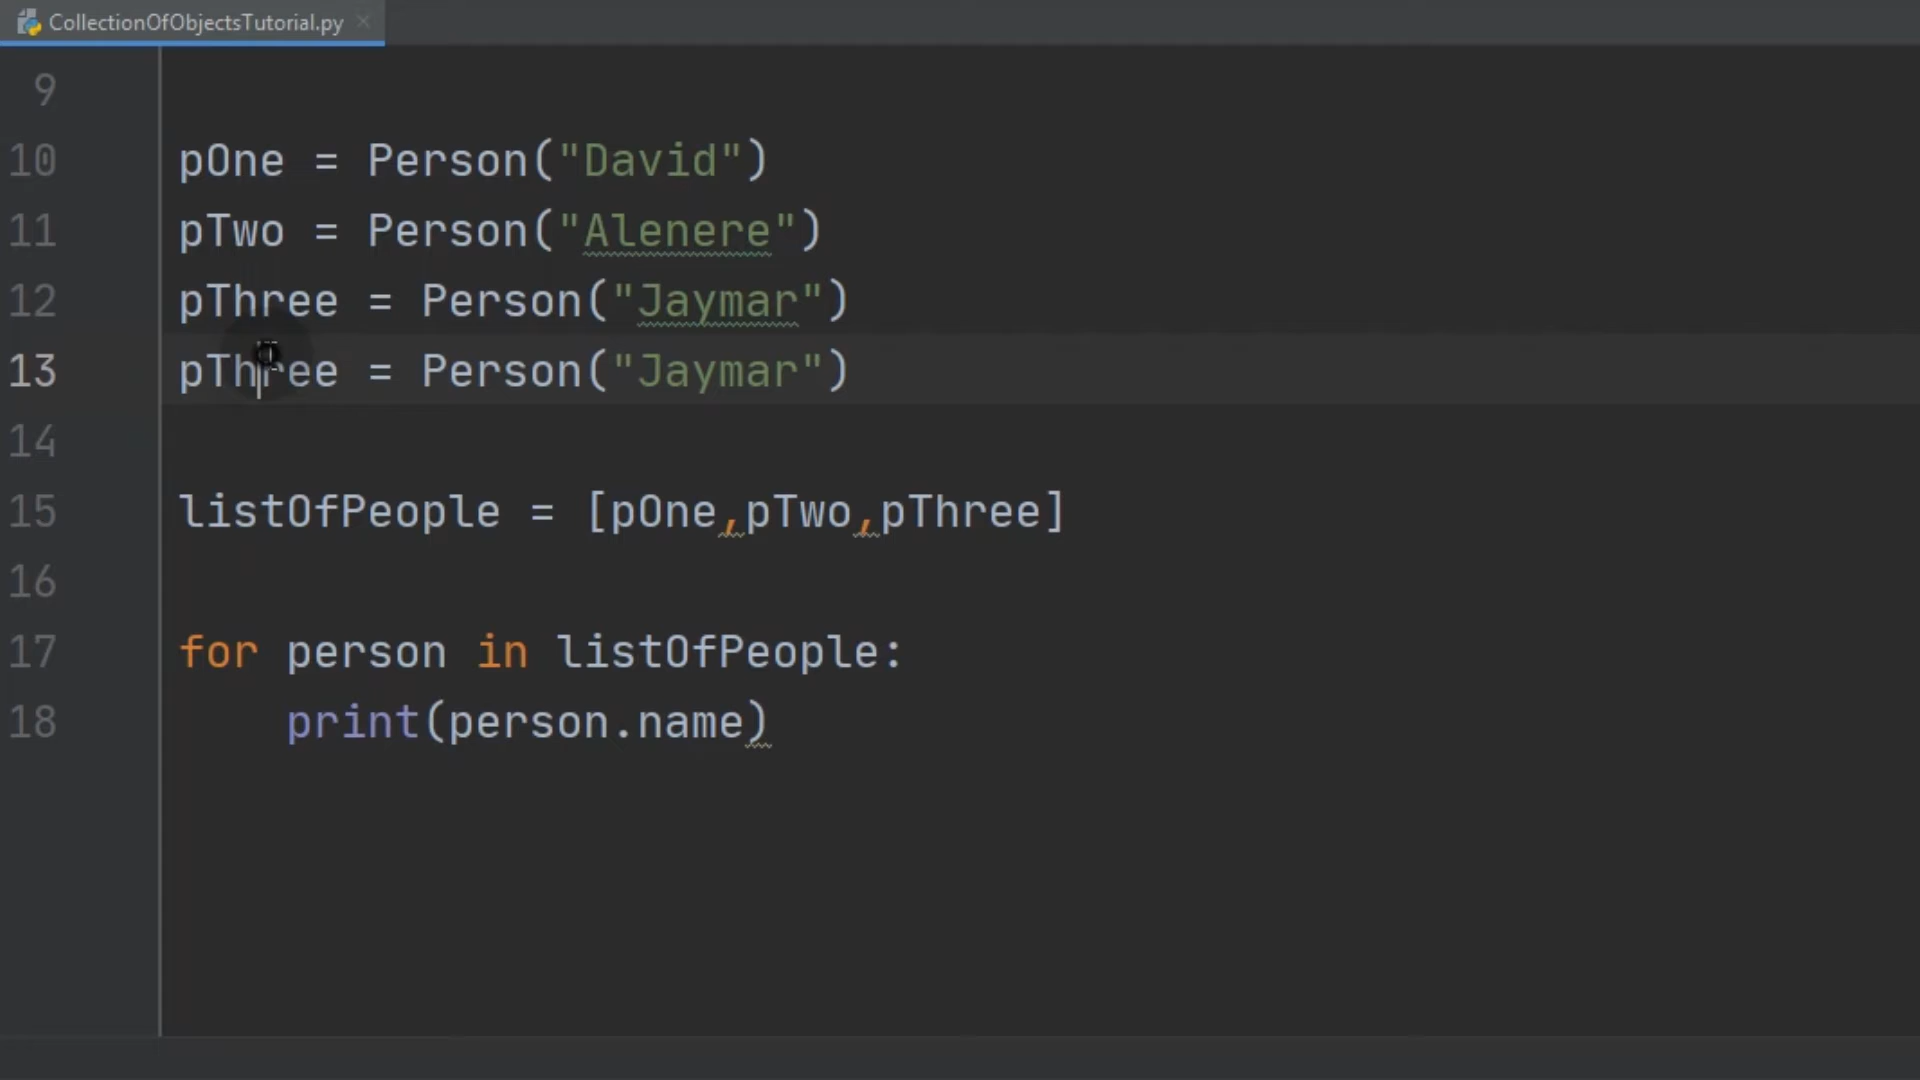 CollectionOfObjectsTutorial.py
9
10 pOne = Person("David")
11 pTwo = Person("Alenere")
12 pThree = Person("Jaymar")
13 pThree = Person("Jaymar")
14
15 listOfPeople = [pOne,pTwo,pThree]
16
17 for person in listOfPeople:
18     print(person.name)